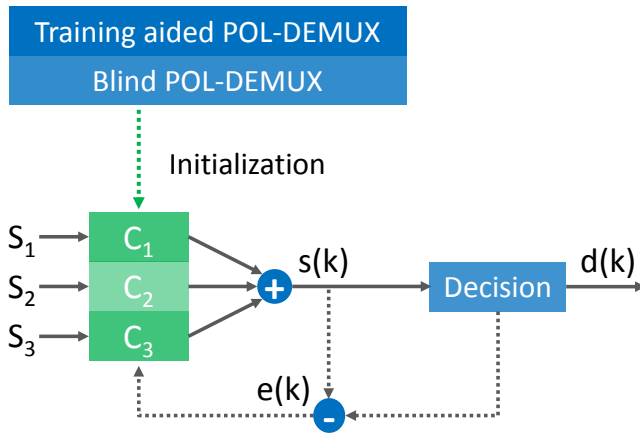 Training aided POL-DEMUX
Blind POL-DEMUX
Initialization
S₁
C₁
s(k)
d(k)
S₂
C₂
+
Decision
S₃
C₃
e(k)
-